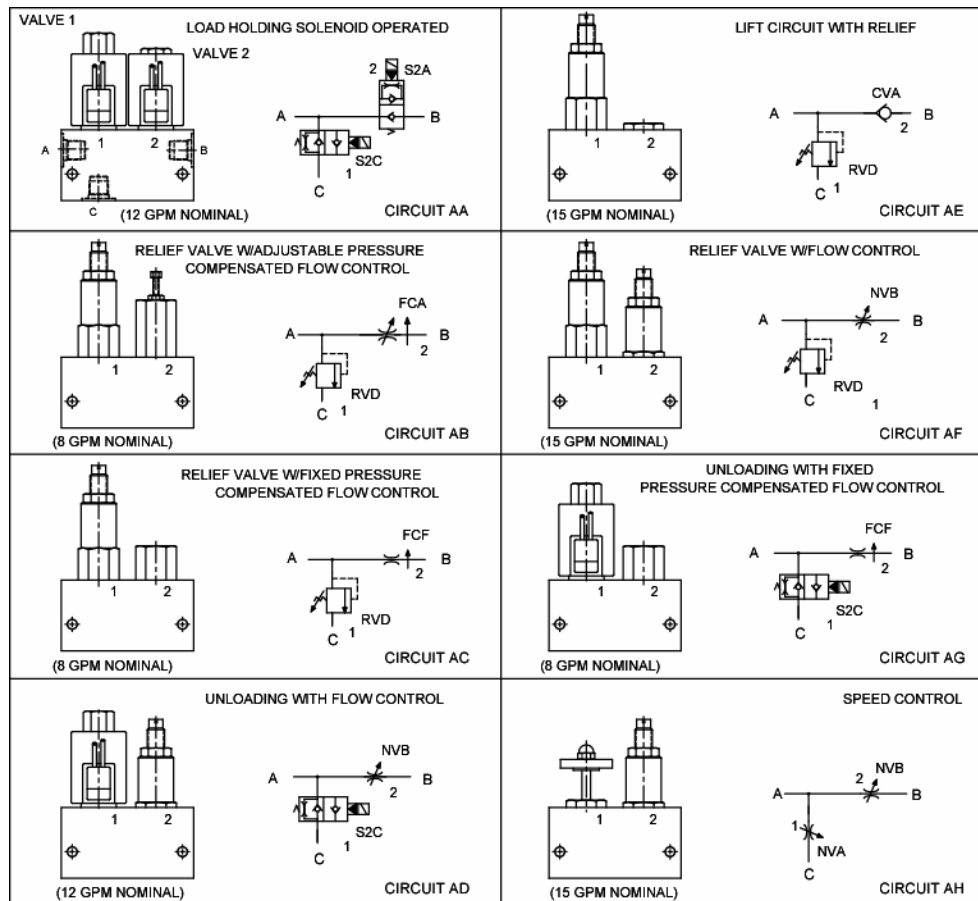 VALVE 1
LOAD HOLDING SOLENOID OPERATED
VALVE 2
2 S2A
A B
1 2
A B
S2C
1
C
C
(12 GPM NOMINAL)
CIRCUIT AA
LIFT CIRCUIT WITH RELIEF
CVA
A B
2
1 2
RVD
C 1
(15 GPM NOMINAL)
CIRCUIT AE
RELIEF VALVE W/ADJUSTABLE PRESSURE
COMPENSATED FLOW CONTROL
FCA
A B
2
1 2
RVD
C 1
(8 GPM NOMINAL)
CIRCUIT AB
RELIEF VALVE W/FLOW CONTROL
NVB
A B
2
1 2
RVD
C 1
(15 GPM NOMINAL)
CIRCUIT AF
RELIEF VALVE W/FIXED PRESSURE
COMPENSATED FLOW CONTROL
FCF
A B
2
1 2
RVD
C 1
(8 GPM NOMINAL)
CIRCUIT AC
UNLOADING WITH FIXED
PRESSURE COMPENSATED FLOW CONTROL
FCF
A B
2
1 2
S2C
C 1
(8 GPM NOMINAL)
CIRCUIT AG
UNLOADING WITH FLOW CONTROL
NVB
A B
2
1 2
S2C
C 1
(12 GPM NOMINAL)
CIRCUIT AD
SPEED CONTROL
2 NVB
A B
1 2
1
NVA
C
(15 GPM NOMINAL)
CIRCUIT AH